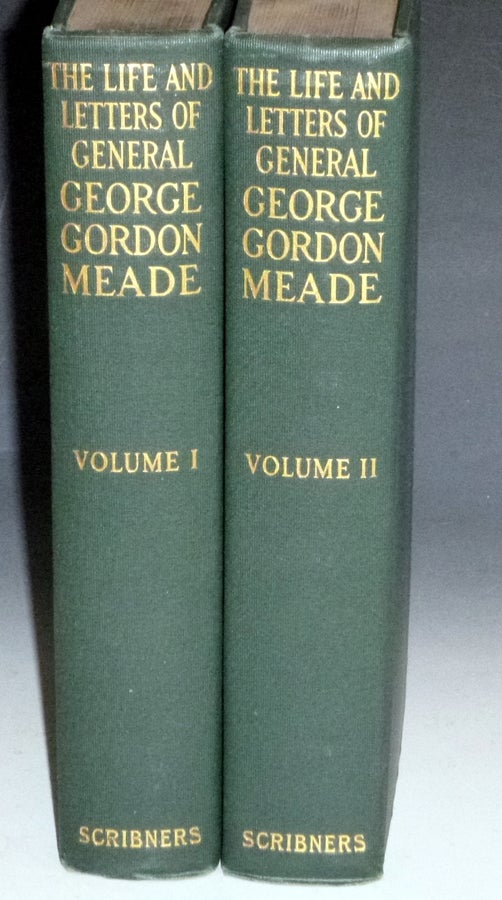 THE LIFE AND
LETTERS OF
GENERAL
GEORGE
GORDON
MEADE
VOLUME I
SCRIBNERS
THE LIFE AND
LETTERS OF
GENERAL
GEORGE
GORDON
MEADE
VOLUME II
SCRIBNERS